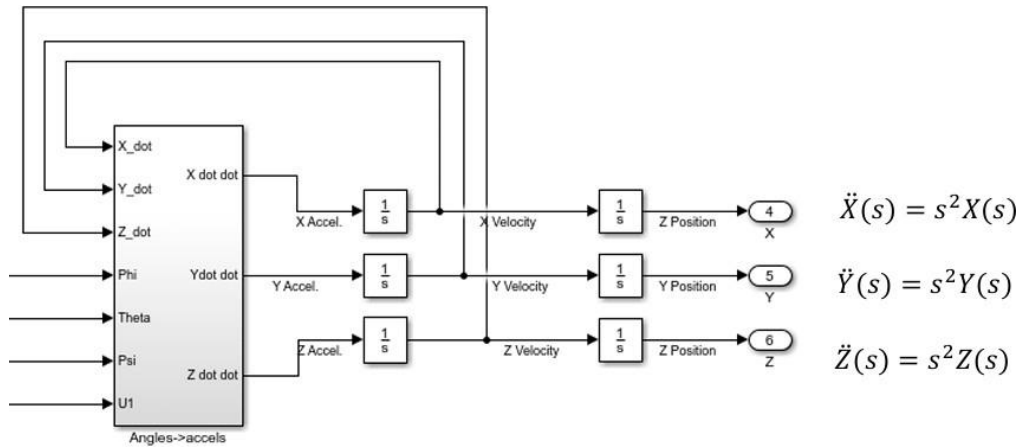 X_dot
Y_dot
Z_dot
Phi
Theta
Psi
U1
X dot dot
Ydot dot
Z dot dot
Angles->accels
X Accel.
1
s
X Velocity
1
s
Z Position
4
X
Ẍ(s) = s²X(s)
Y Accel.
1
s
Y Velocity
1
s
Y Position
5
Y
Ÿ(s) = s²Y(s)
Z Accel.
1
s
Z Velocity
1
s
Z Position
6
Z
Z̈(s) = s²Z(s)